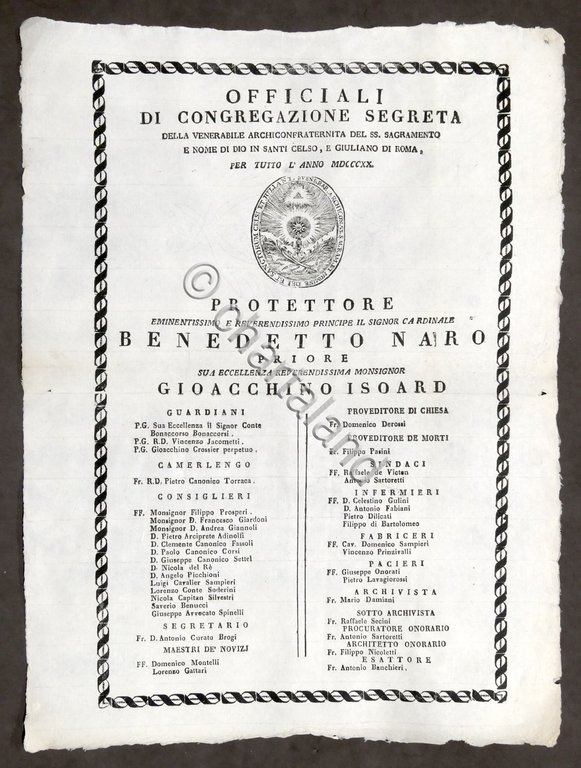 OFFICIALI
DI CONGREGAZIONE SEGRETA
DELLA VENERABILE ARCHICONFRATERNITA DEL SS. SAGRAMENTO
E NOME DI DIO IN SANTI CELSO, E GIULIANO DI ROMA,
PER TUTTO L'ANNO MDCCCXX.
PROTETTORE
EMINENTISSIMO E REVERENDISSIMO PRINCIPE IL SIGNOR CARDINALE
BENEDETTO NARO
PRIORE
SUA ECCELLENZA REVERENDISSIMA MONSIGNOR
GIOACCHINO ISOARD
GUARDIANI
P.G. Sua Eccellenza il Signor Conte
Bonaccorso Bonaccorsi.
P.G. R.D. Vincenzo Jacometti.
P.G. Gioacchino Crossier perpetuo.
CAMERLENGO
Fr. R.D. Pietro Canonico Torraca.
CONSIGLIERI
FF. Monsignor Filippo Prosperi.
Monsignor D. Francesco Giardoni
Monsignor D. Andrea Giannoli
D. Pietro Arciprete Adinolfi
D. Clemente Canonico Fassoli
D. Paolo Canonico Corsi
D. Giuseppe Canonico Settel
D. Nicola del Rè
D. Angelo Picchioni
Luigi Cavalier Sampieri
Lorenzo Conte Soderini
Nicola Capitan Silvestri
Saverio Benucci
Giuseppe Avvocato Spinelli
SEGRETARIO
Fr. D. Antonio Curato Brogi
MAESTRI DE' NOVIZJ
FF. Domenico Montelli
Lorenzo Gattari
PROVEDITORE DI CHIESA
Fr. Domenico Derossi
PROVEDITORE DE MORTI
Fr. Filippo Pasini
SINDACI
FF. Raffaele de Victen
Antonio Sartoretti
INFERMIERI
FF. D. Celestino Gulini
D. Antonio Fabiani
Pietro Dilicati
Filippo di Bartolomeo
FABRICERI
FF. Cav. Domenico Sampieri
Vincenzo Prinzivalli
PACIERI
FF. Giuseppe Onorati
Pietro Lavagiorossi
ARCHIVISTA
Fr. Mario Damiani
SOTTO ARCHIVISTA
Fr. Raffaele Secini
PROCURATORE ONORARIO
Fr. Antonio Sartoretti
ARCHITETTO ONORARIO
Fr. Filippo Nicoletti
ESATTORE
Fr. Antonio Banchieri.
© chartaland